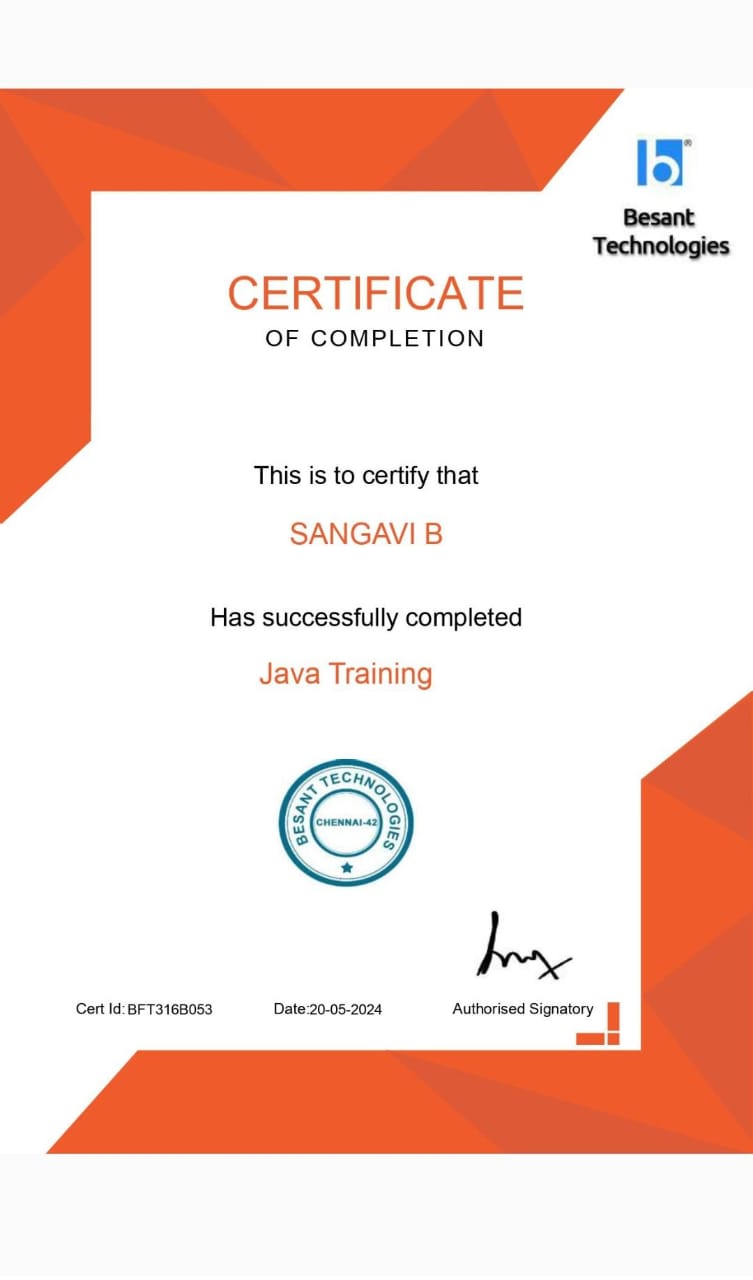 b®
Besant
Technologies
CERTIFICATE
OF COMPLETION
This is to certify that
SANGAVI B
Has successfully completed
Java Training
BESANT TECHNOLOGIES
CHENNAI-42
Cert Id: BFT316B053
Date:20-05-2024
Authorised Signatory